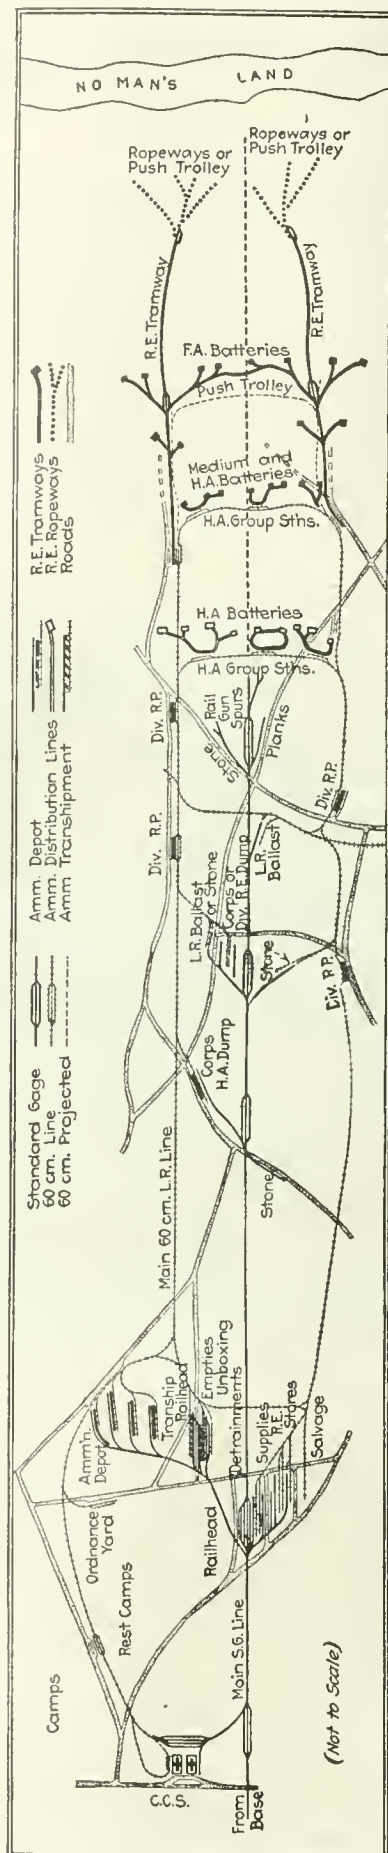 NO MAN'S LAND
Ropeways or
Push Trolley
Ropeways or
Push Trolley
R.E. Tramway
R.E. Tramway
F.A. Batteries
Push Trolley
Medium and
H.A. Batteries
H.A. Group Stns.
H.A. Batteries
H.A. Group Stns.
Standard Gage
60 cm. Line
60 cm. Projected
Amm. Depot
Amm. Distribution Lines
Amm Transhipment
R.E. Tramways
R.E. Ropeways
Roads
Div. R.P.
Div. R.P.
Rail
Gun
Spurs
Stone
Planks
Div. R.P.
L.R.
Ballast
L.R. Ballast
or Stone
Corps or
Div. R.E. Dump
Stone
Div. R.P.
Corps
H.A. Dump
Stone
Main 60 cm. L.R. Line
Amm'n.
Depot
Tranship
Railhead
Empties
Unboxing
Detrainments
Supplies
R.E.
Stores
Salvage
Railhead
Ordnance
Yard
Rest Camps
Camps
Main S.G. Line
C.C.S.
From
Base
(Not to Scale)